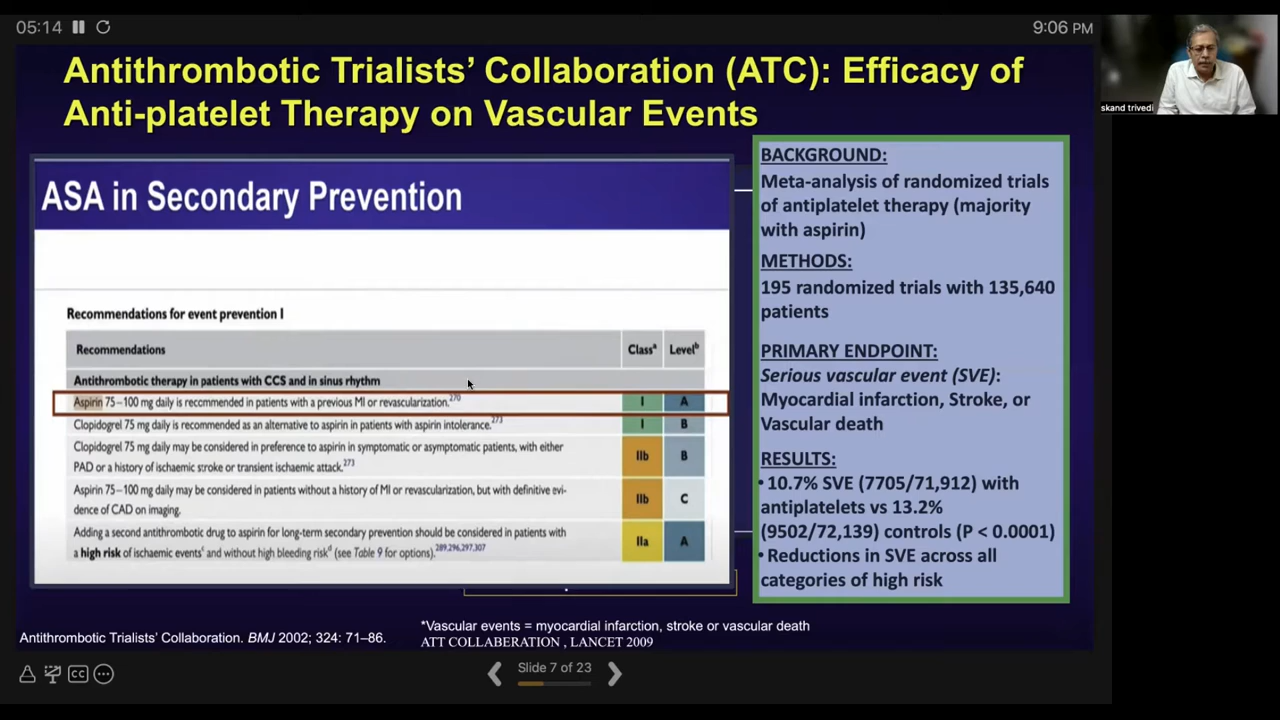 05:14
9:06 PM
Antithrombotic Trialists' Collaboration (ATC): Efficacy of
Anti-platelet Therapy on Vascular Events
skand trivedi
ASA in Secondary Prevention
Recommendations for event prevention I
Recommendations Classᵃ Levelᵇ
Antithrombotic therapy in patients with CCS and in sinus rhythm
Aspirin 75–100 mg daily is recommended in patients with a previous MI or revascularization.²⁷⁰ I A
Clopidogrel 75 mg daily is recommended as an alternative to aspirin in patients with aspirin intolerance.²⁷³ I B
Clopidogrel 75 mg daily may be considered in preference to aspirin in symptomatic or asymptomatic patients, with either
PAD or a history of ischaemic stroke or transient ischaemic attack.²⁷³ IIb B
Aspirin 75–100 mg daily may be considered in patients without a history of MI or revascularization, but with definitive evi-
dence of CAD on imaging. IIb C
Adding a second antithrombotic drug to aspirin for long-term secondary prevention should be considered in patients with
a high risk of ischaemic eventsᶜ and without high bleeding riskᵈ (see Table 9 for options).²⁸⁹,²⁹⁶,²⁹⁷,³⁰⁷ IIa A
BACKGROUND:
Meta-analysis of randomized trials
of antiplatelet therapy (majority
with aspirin)
METHODS:
195 randomized trials with 135,640
patients
PRIMARY ENDPOINT:
Serious vascular event (SVE):
Myocardial infarction, Stroke, or
Vascular death
RESULTS:
• 10.7% SVE (7705/71,912) with
antiplatelets vs 13.2%
(9502/72,139) controls (P < 0.0001)
• Reductions in SVE across all
categories of high risk
*Vascular events = myocardial infarction, stroke or vascular death
Antithrombotic Trialists' Collaboration. BMJ 2002; 324: 71–86.
ATT COLLABERATION , LANCET 2009
Slide 7 of 23
CC